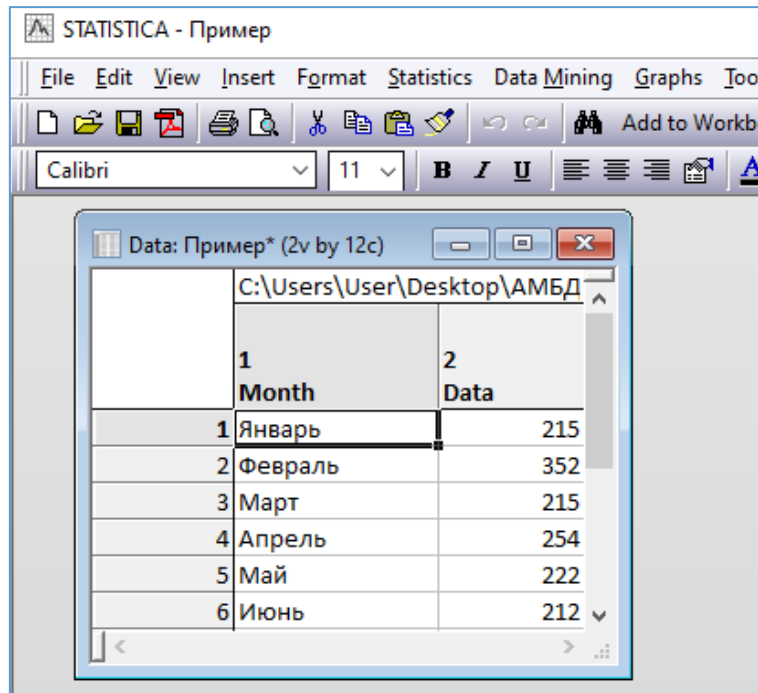 STATISTICA - Пример
File Edit View Insert Format Statistics Data Mining Graphs Too
Add to Workb
Calibri 11 B I U A
Data: Пример* (2v by 12c)
C:\Users\User\Desktop\АМБД
1 2
Month Data
1 Январь 215
2 Февраль 352
3 Март 215
4 Апрель 254
5 Май 222
6 Июнь 212